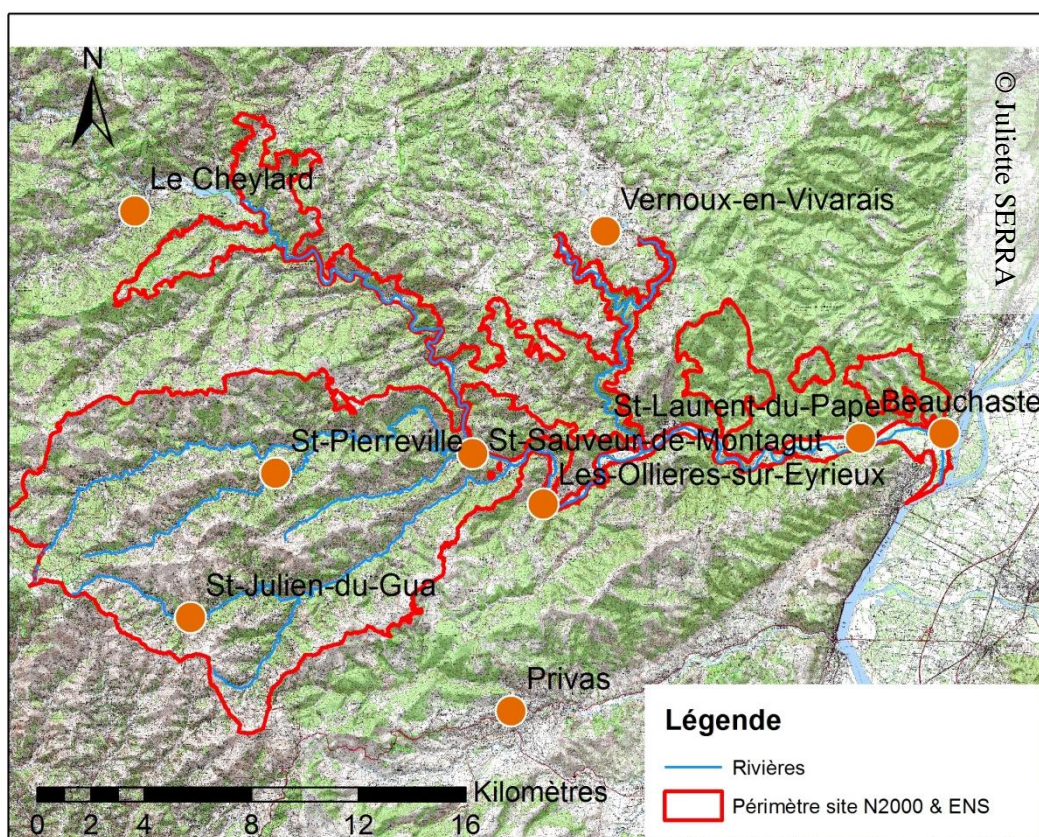 N
© Juliette SERRA
Le Cheylard
Vernoux-en-Vivarais
St-Laurent-du-Pape
Beauchastel
St-Pierreville
St-Sauveur-de-Montagut
Les-Ollieres-sur-Eyrieux
St-Julien-du-Gua
Privas
Légende
Rivières
Périmètre site N2000 & ENS
Kilomètres
0 2 4 8 12 16